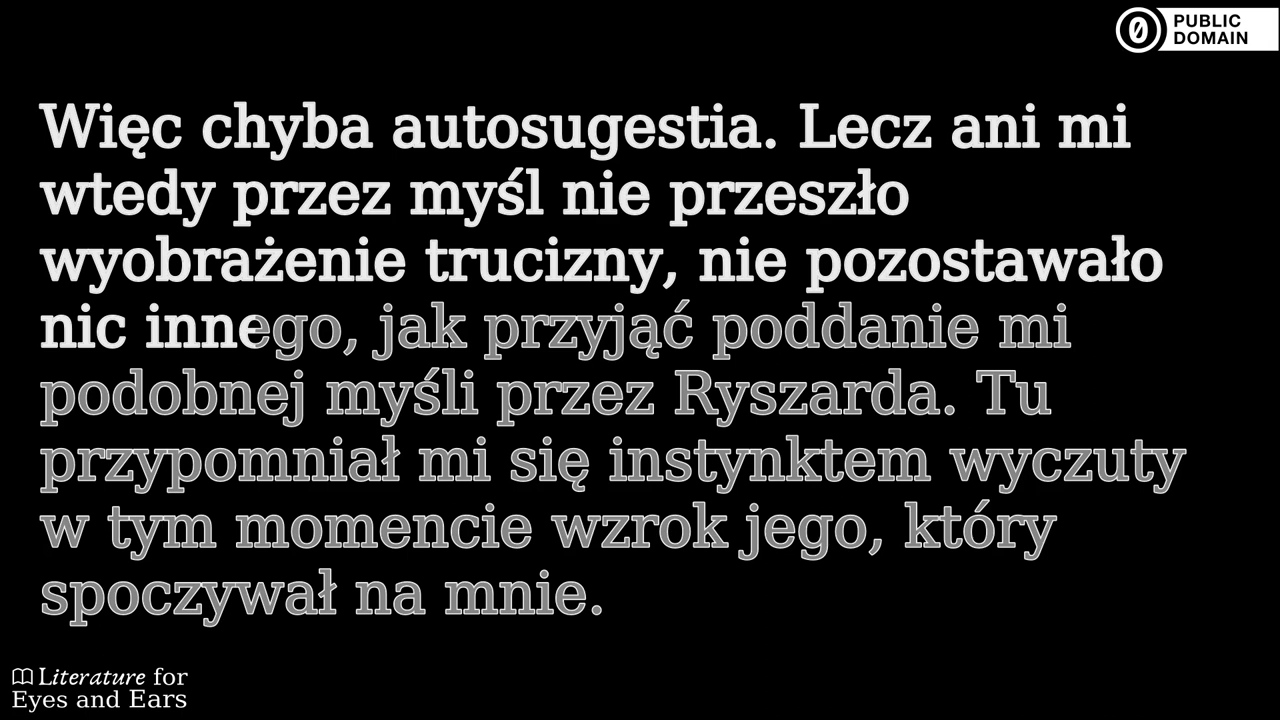 PUBLIC
DOMAIN
Więc chyba autosugestia. Lecz ani mi
wtedy przez myśl nie przeszło
wyobrażenie trucizny, nie pozostawało
nic innego, jak przyjąć poddanie mi
podobnej myśli przez Ryszarda. Tu
przypomniał mi się instynktem wyczuty
w tym momencie wzrok jego, który
spoczywał na mnie.
Literature for
Eyes and Ears